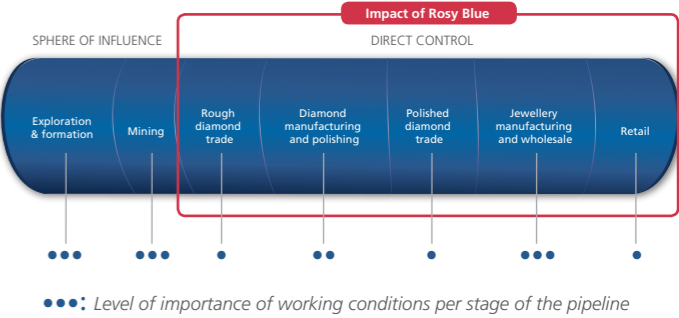 Impact of Rosy Blue
SPHERE OF INFLUENCE
DIRECT CONTROL
Exploration
& formation
Mining
Rough
diamond
trade
Diamond
manufacturing
and polishing
Polished
diamond
trade
Jewellery
manufacturing
and wholesale
Retail
●●●: Level of importance of working conditions per stage of the pipeline